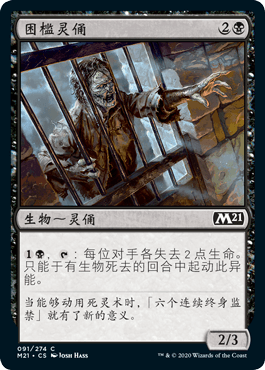 困槛灵俑 2
生物～灵俑 M21
1，：每位对手各失去2点生命。
只能于有生物死去的回合中起动此异
能。
当能够动用死灵术时，「六个连续终身监
禁」就有了新的意义。
2/3
091/274 C
M21 • CS Josh Hass
™ & © 2020 Wizards of the Coast